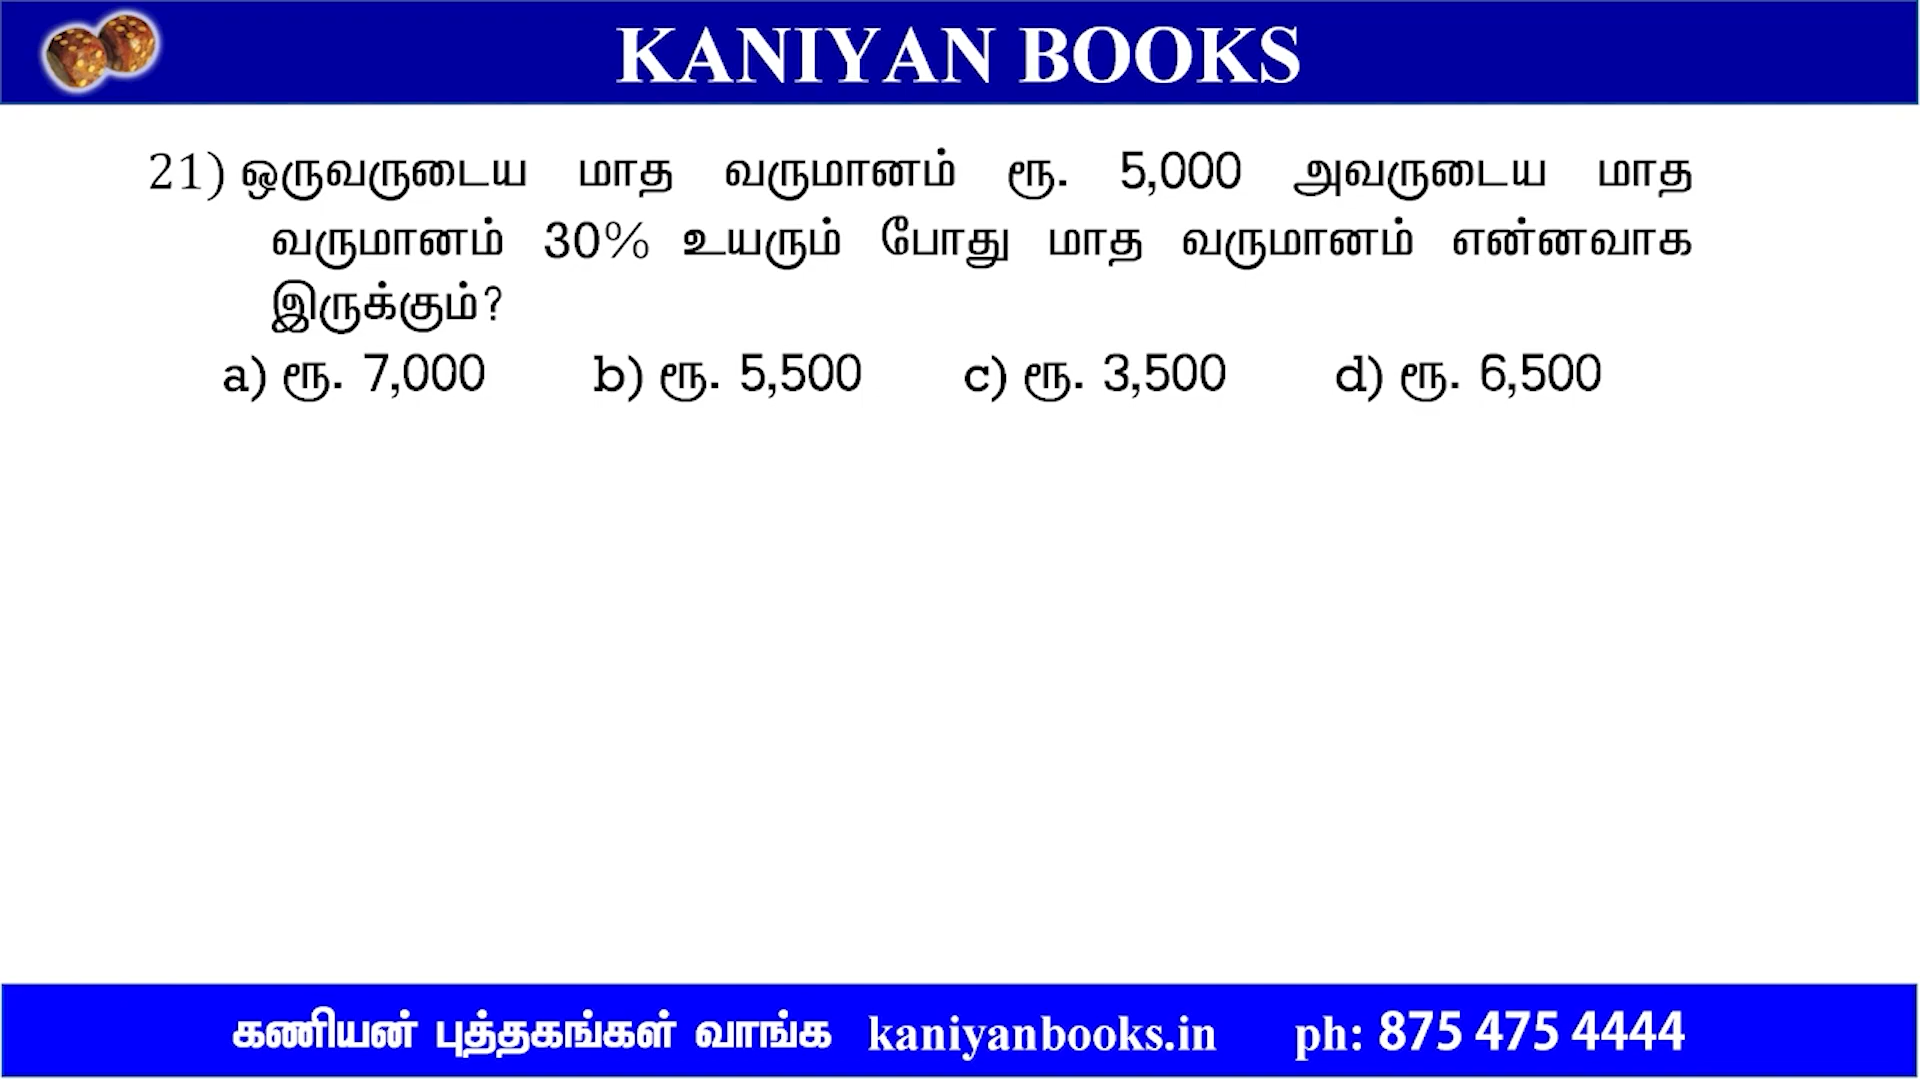 KANIYAN BOOKS
21) ஒருவருடைய மாத வருமானம் ரூ. 5,000 அவருடைய மாத
வருமானம் 30% உயரும் போது மாத வருமானம் என்னவாக
இருக்கும்?
a) ரூ. 7,000 b) ரூ. 5,500 c) ரூ. 3,500 d) ரூ. 6,500
கணியன் புத்தகங்கள் வாங்க kaniyanbooks.in ph: 875 475 4444